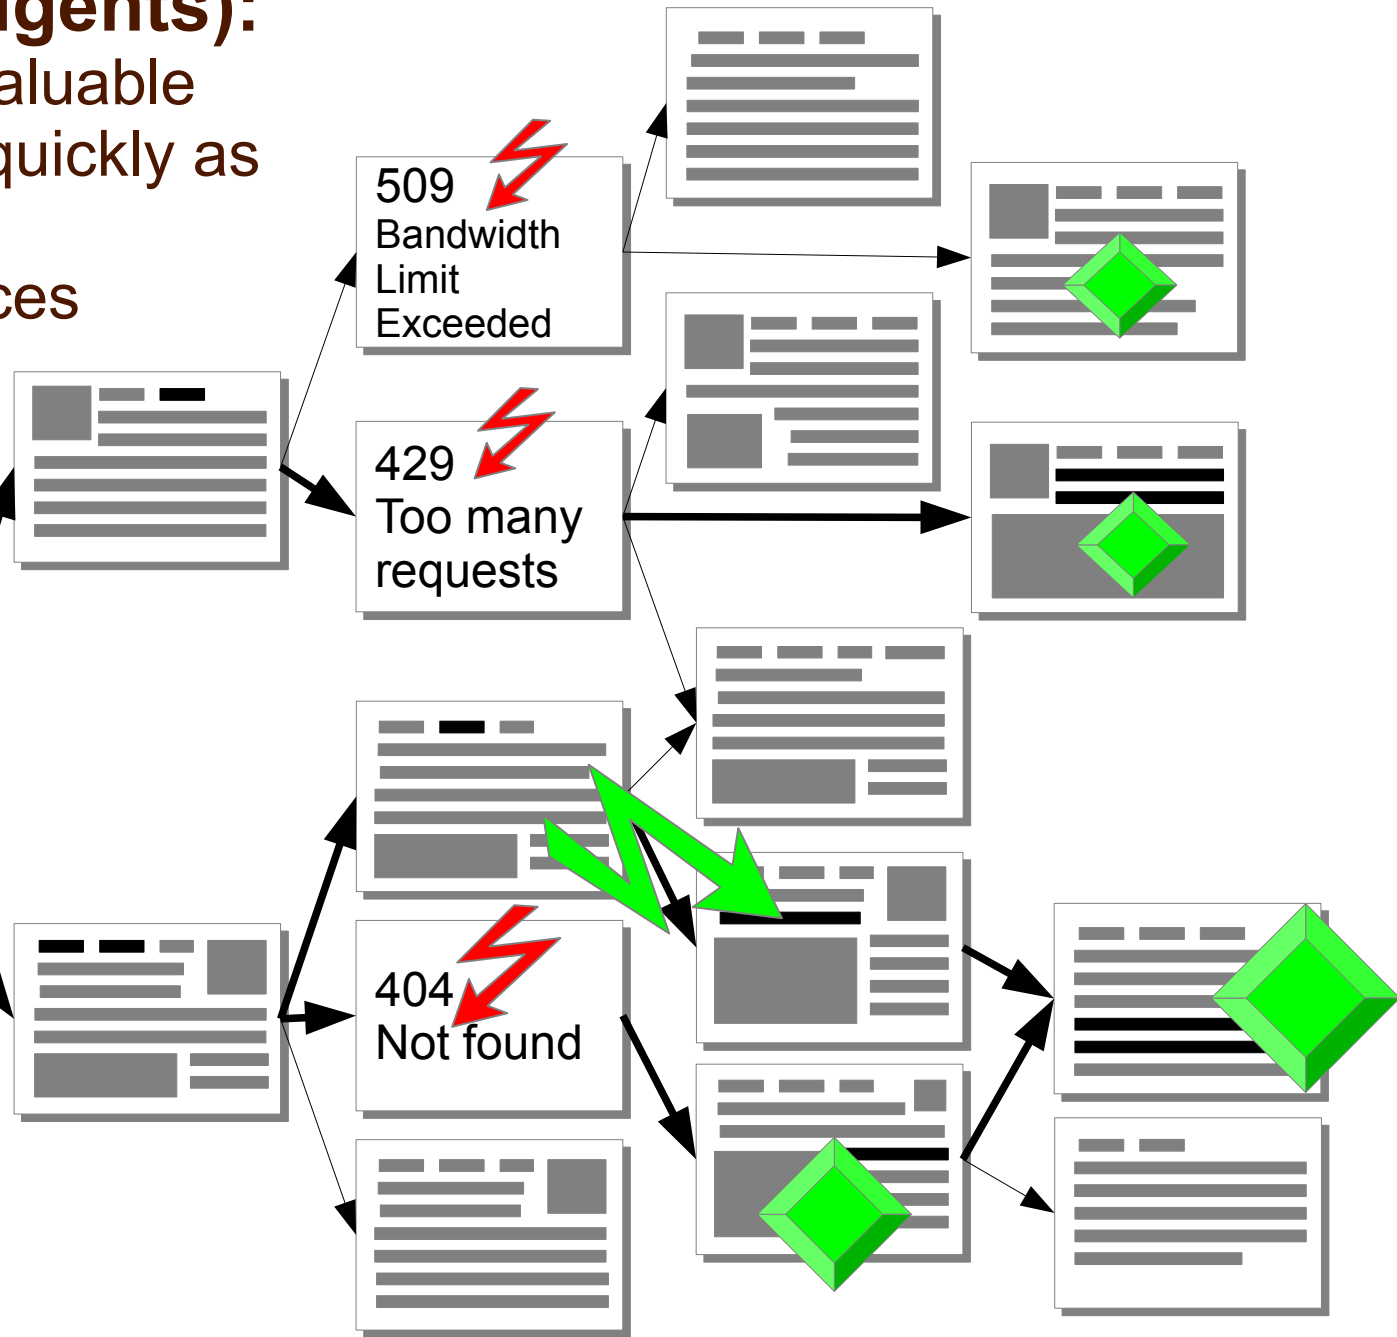 gents):
aluable
quickly as
ces
509
Bandwidth
Limit
Exceeded
429
Too many
requests
404
Not found